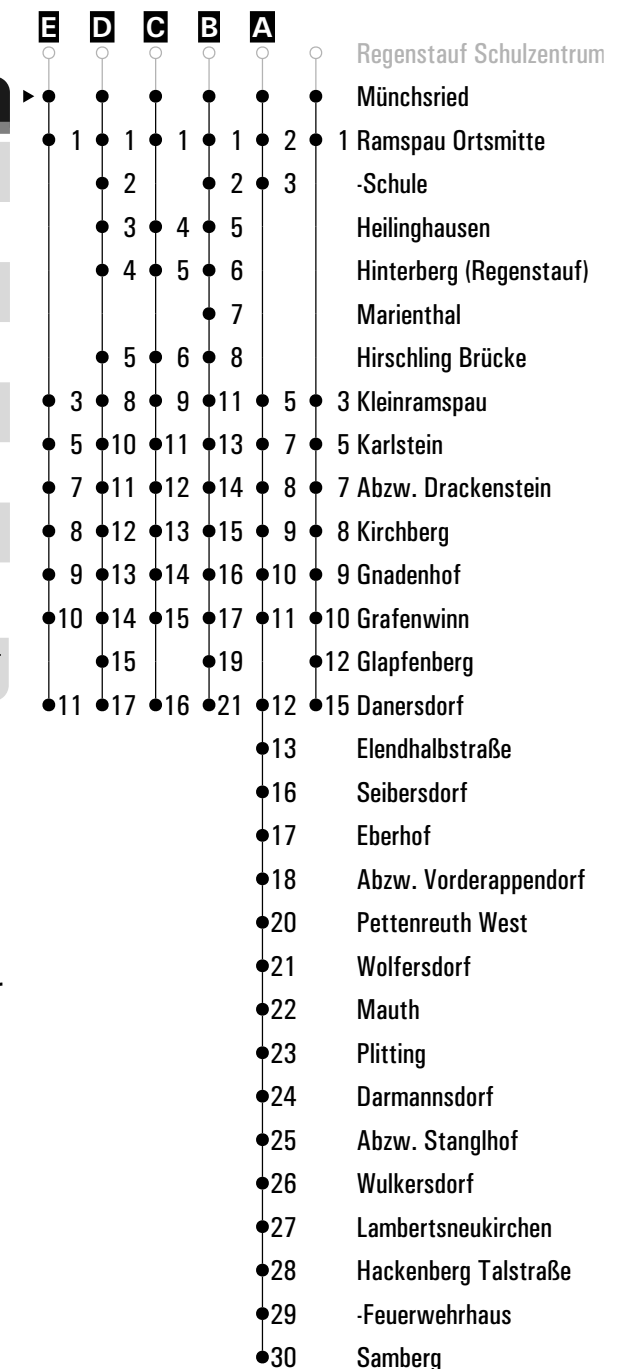 E D C B A
Regenstauf Schulzentrum
Münchsried
1 1 1 1 2 1 Ramspau Ortsmitte
2 2 3 -Schule
3 4 5 Heilinghausen
4 5 6 Hinterberg (Regenstauf)
7 Marienthal
5 6 8 Hirschling Brücke
3 8 9 11 5 3 Kleinramspau
5 10 11 13 7 5 Karlstein
7 11 12 14 8 7 Abzw. Drackenstein
8 12 13 15 9 8 Kirchberg
9 13 14 16 10 9 Gnadenhof
10 14 15 17 11 10 Grafenwinn
15 19 12 Glapfenberg
11 17 16 21 12 15 Danersdorf
13 Elendhalbstraße
16 Seibersdorf
17 Eberhof
18 Abzw. Vorderappendorf
20 Pettenreuth West
21 Wolfersdorf
22 Mauth
23 Plitting
24 Darmannsdorf
25 Abzw. Stanglhof
26 Wulkersdorf
27 Lambertsneukirchen
28 Hackenberg Talstraße
29 -Feuerwehrhaus
30 Samberg